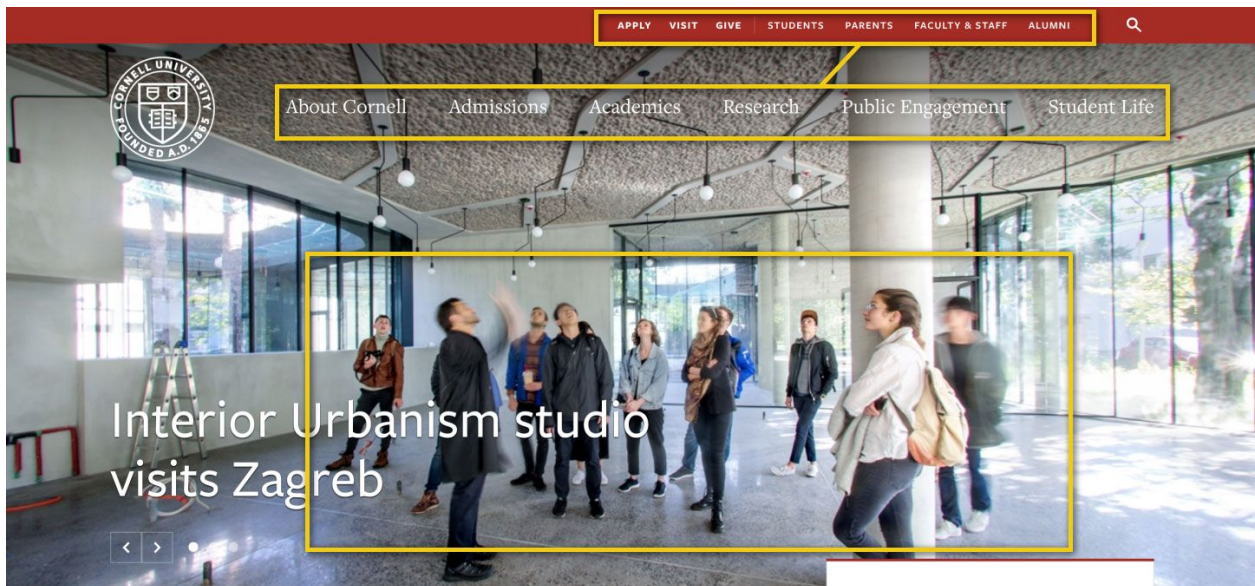 APPLY VISIT GIVE STUDENTS PARENTS FACULTY & STAFF ALUMNI
CORNELL UNIVERSITY
FOUNDED A.D. 1865
About Cornell Admissions Academics Research Public Engagement Student Life
Interior Urbanism studio
visits Zagreb